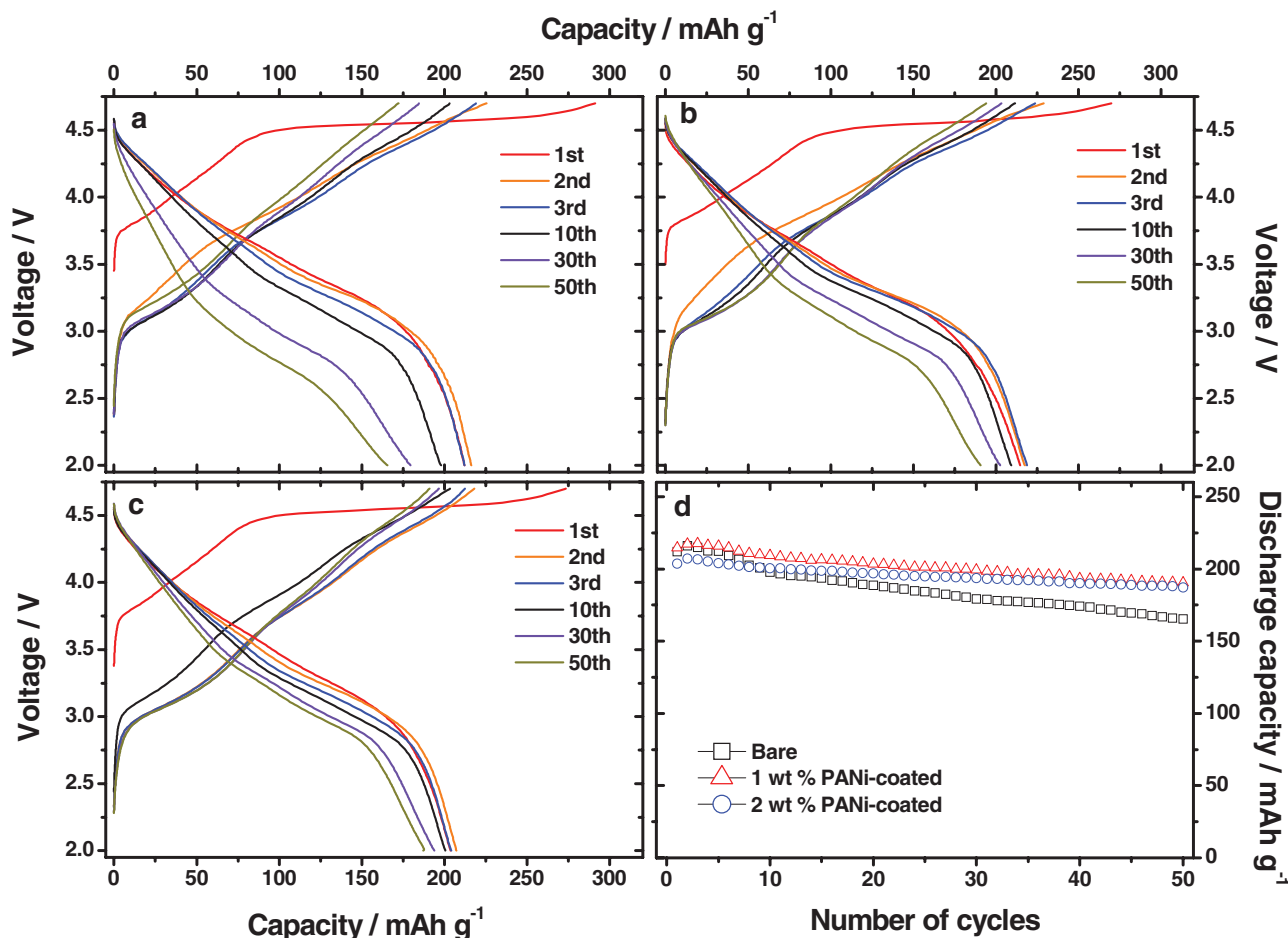 Capacity / mAh g-1
0 50 100 150 200 250 300
0 50 100 150 200 250 300
a
4.5
4.0
3.5
3.0
2.5
2.0
Voltage / V
1st
2nd
3rd
10th
30th
50th
b
4.5
4.0
3.5
3.0
2.5
2.0
Voltage / V
1st
2nd
3rd
10th
30th
50th
c
4.5
4.0
3.5
3.0
2.5
2.0
Voltage / V
1st
2nd
3rd
10th
30th
50th
0 50 100 150 200 250 300
Capacity / mAh g-1
d
250
200
150
100
50
0
Discharge capacity / mAh g-1
Bare
1 wt % PANi-coated
2 wt % PANi-coated
0 10 20 30 40 50
Number of cycles